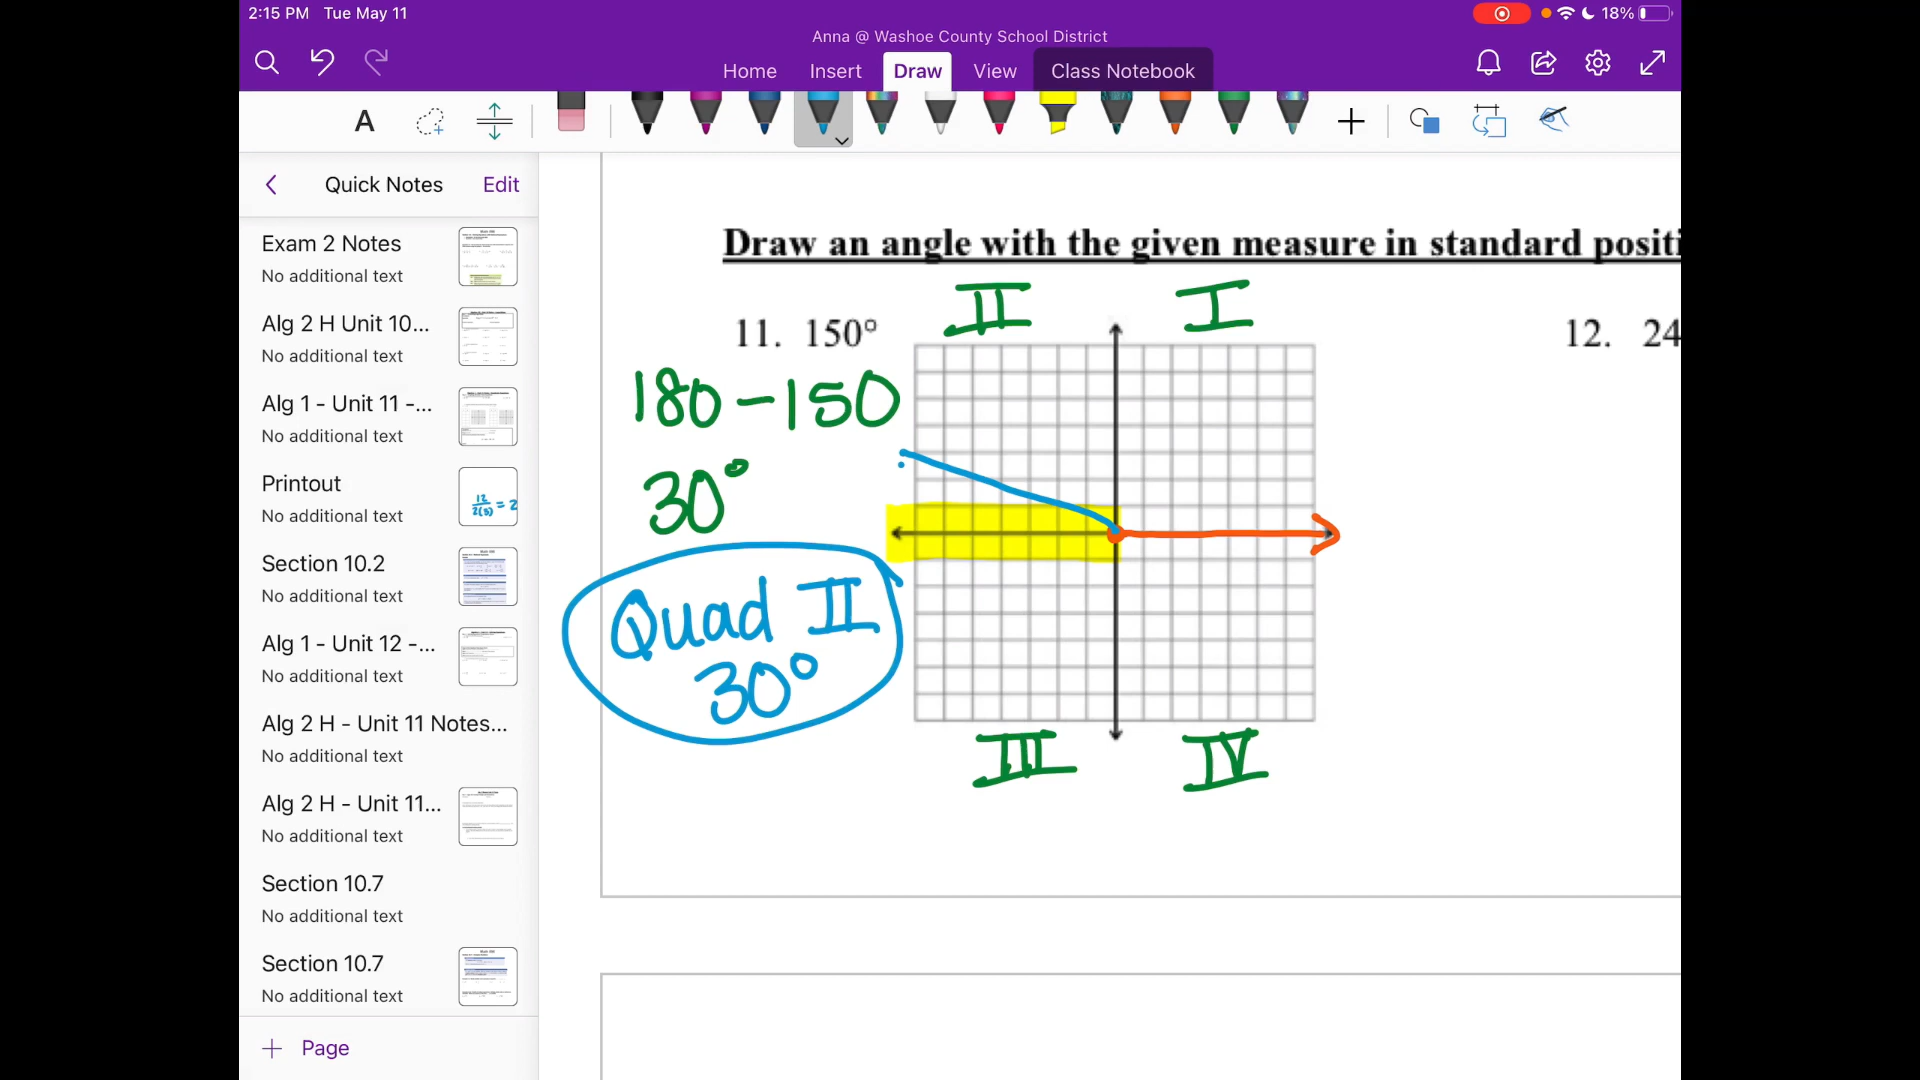 2:15 PM Tue May 11
18%
Anna @ Washoe County School District
Home Insert Draw View Class Notebook
A
Quick Notes Edit
Exam 2 Notes
No additional text
Alg 2 H Unit 10...
No additional text
Alg 1 - Unit 11 -...
No additional text
Printout
No additional text
12/2(5) = 2
Section 10.2
No additional text
Alg 1 - Unit 12 -...
No additional text
Alg 2 H - Unit 11 Notes...
No additional text
Alg 2 H - Unit 11...
No additional text
Section 10.7
No additional text
Section 10.7
No additional text
+ Page
Draw an angle with the given measure in standard positi
II I
11. 150°
12. 24
180-150
30°
Quad II
30°
III IV